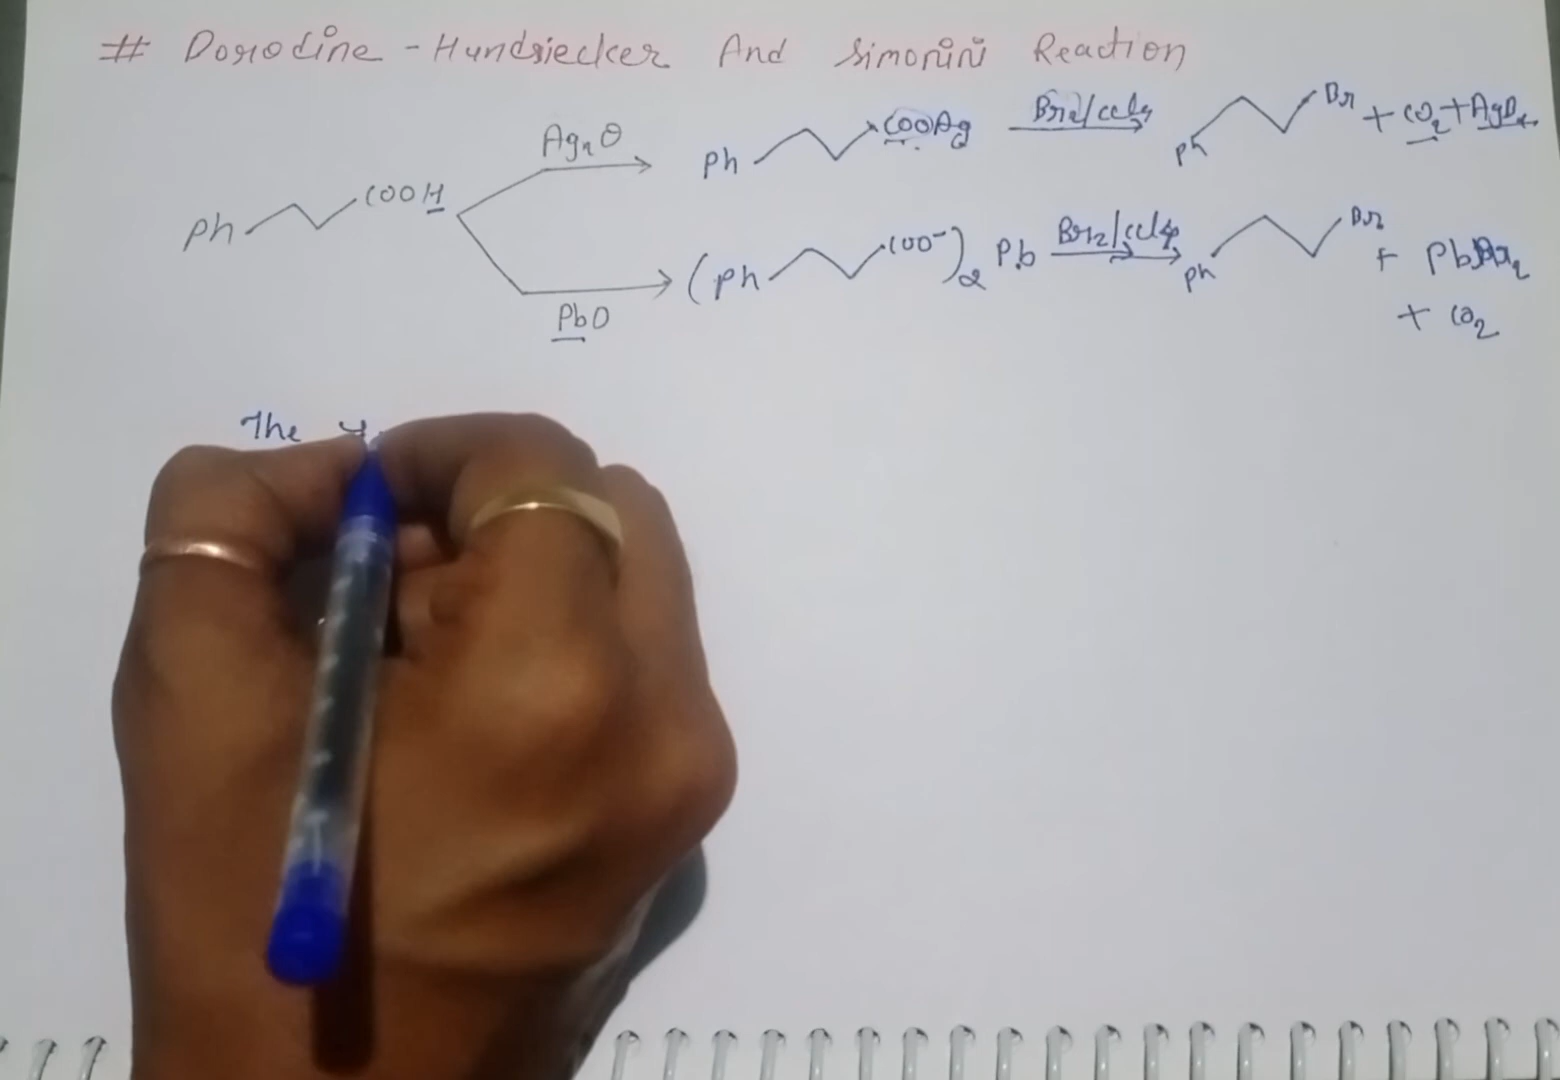 # Borodine - Hundsiecker And Simonini Reaction
Ag2O Ph COOAg Br2/ccl4 Ph Br + CO2 + AgBr
Ph COOH
PbO (Ph COO-)2 Pb Br2/ccl4 Ph Br + PbBr2
+ CO2
The